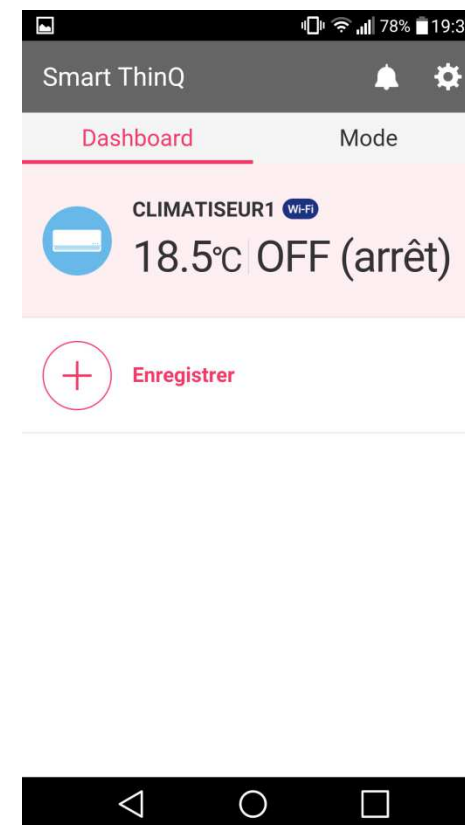 78% 19:3
Smart ThinQ
Dashboard Mode
CLIMATISEUR1 Wi-Fi
18.5°C OFF (arrêt)
Enregistrer